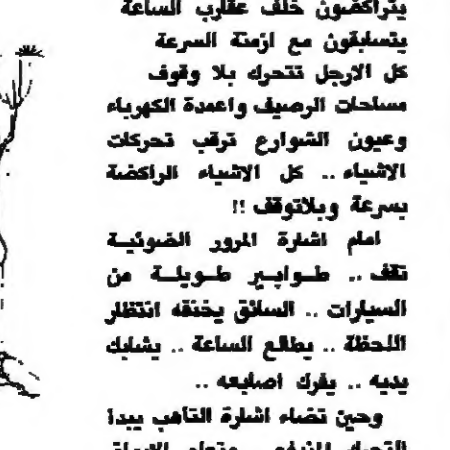 يتراكضون خلف عقارب الساعة
يتسابقون مع ازمنة السرعة
كل الارجل تتحرك بلا وقوف
مساحات الرصيف واعمدة الكهرباء
وعيون الشوارع ترقب تحركات
الاشياء .. كل الاشياء الراكضة
بسرعة وبلاتوقف !!
امام اشارة المرور الضوئية
تقف .. طوابير طويلة من
السيارات .. السائق يخنقه انتظار
اللحظة .. يطالع الساعة .. يشابك
يديه .. يفرك اصابعه ..
وحين تضاء اشارة التأهب يبدا